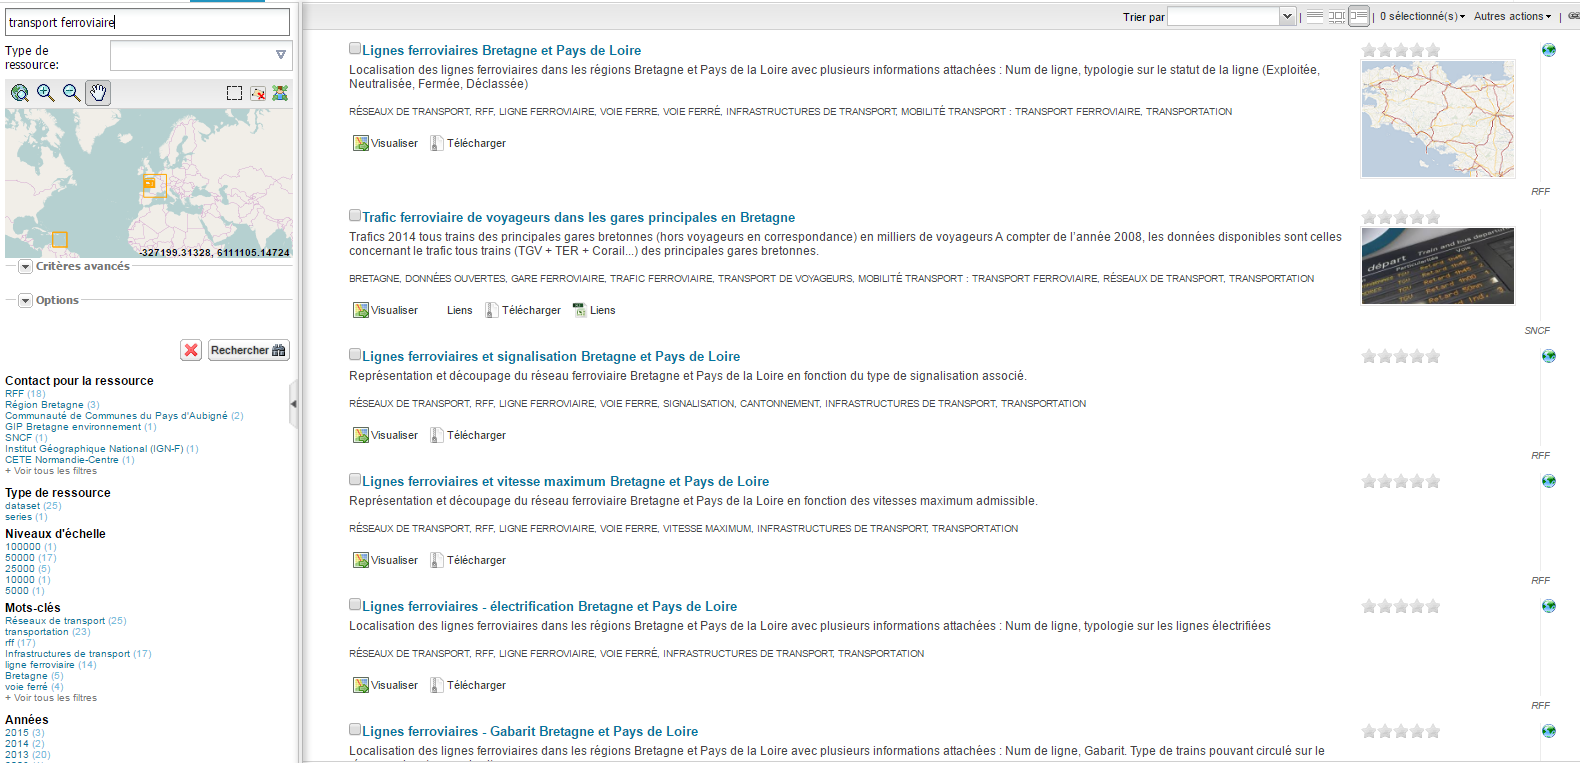 transport ferroviaire
Type de
ressource:
-327199.31328, 6111105.14724
Critères avancés
Options
Rechercher
Contact pour la ressource
RFF (18)
Région Bretagne (3)
Communauté de Communes du Pays d'Aubigné (2)
GIP Bretagne environnement (1)
SNCF (1)
Institut Géographique National (IGN-F) (1)
CETE Normandie-Centre (1)
+ Voir tous les filtres
Type de ressource
dataset (25)
series (1)
Niveaux d'échelle
100000 (1)
50000 (17)
25000 (5)
10000 (1)
5000 (1)
Mots-clés
Réseaux de transport (25)
transportation (23)
rff (17)
Infrastructures de transport (17)
ligne ferroviaire (14)
Bretagne (5)
voie ferré (4)
+ Voir tous les filtres
Années
2015 (3)
2014 (2)
2013 (20)
Trier par
0 sélectionné(s)
Autres actions
Lignes ferroviaires Bretagne et Pays de Loire
Localisation des lignes ferroviaires dans les régions Bretagne et Pays de la Loire avec plusieurs informations attachées : Num de ligne, typologie sur le statut de la ligne (Exploitée,
Neutralisée, Fermée, Déclassée)
RÉSEAUX DE TRANSPORT, RFF, LIGNE FERROVIAIRE, VOIE FERRE, VOIE FERRÉ, INFRASTRUCTURES DE TRANSPORT, MOBILITÉ TRANSPORT : TRANSPORT FERROVIAIRE, TRANSPORTATION
Visualiser Télécharger
RFF
Trafic ferroviaire de voyageurs dans les gares principales en Bretagne
Trafics 2014 tous trains des principales gares bretonnes (hors voyageurs en correspondance) en milliers de voyageurs A compter de l'année 2008, les données disponibles sont celles
concernant le trafic tous trains (TGV + TER + Corail...) des principales gares bretonnes.
BRETAGNE, DONNÉES OUVERTES, GARE FERROVIAIRE, TRAFIC FERROVIAIRE, TRANSPORT DE VOYAGEURS, MOBILITÉ TRANSPORT : TRANSPORT FERROVIAIRE, RÉSEAUX DE TRANSPORT, TRANSPORTATION
Visualiser Liens Télécharger Liens
Train and bus departures
Voie
départ
Particularités
SNCF
Lignes ferroviaires et signalisation Bretagne et Pays de Loire
Représentation et découpage du réseau ferroviaire Bretagne et Pays de la Loire en fonction du type de signalisation associé.
RÉSEAUX DE TRANSPORT, RFF, LIGNE FERROVIAIRE, VOIE FERRE, SIGNALISATION, CANTONNEMENT, INFRASTRUCTURES DE TRANSPORT, TRANSPORTATION
Visualiser Télécharger
RFF
Lignes ferroviaires et vitesse maximum Bretagne et Pays de Loire
Représentation et découpage du réseau ferroviaire Bretagne et Pays de la Loire en fonction des vitesses maximum admissible.
RÉSEAUX DE TRANSPORT, RFF, LIGNE FERROVIAIRE, VOIE FERRE, VITESSE MAXIMUM, INFRASTRUCTURES DE TRANSPORT, TRANSPORTATION
Visualiser Télécharger
RFF
Lignes ferroviaires - électrification Bretagne et Pays de Loire
Localisation des lignes ferroviaires dans les régions Bretagne et Pays de la Loire avec plusieurs informations attachées : Num de ligne, typologie sur les lignes électrifiées
RÉSEAUX DE TRANSPORT, RFF, LIGNE FERROVIAIRE, VOIE FERRÉ, INFRASTRUCTURES DE TRANSPORT, TRANSPORTATION
Visualiser Télécharger
RFF
Lignes ferroviaires - Gabarit Bretagne et Pays de Loire
Localisation des lignes ferroviaires dans les régions Bretagne et Pays de la Loire avec plusieurs informations attachées : Num de ligne, Gabarit. Type de trains pouvant circulé sur le